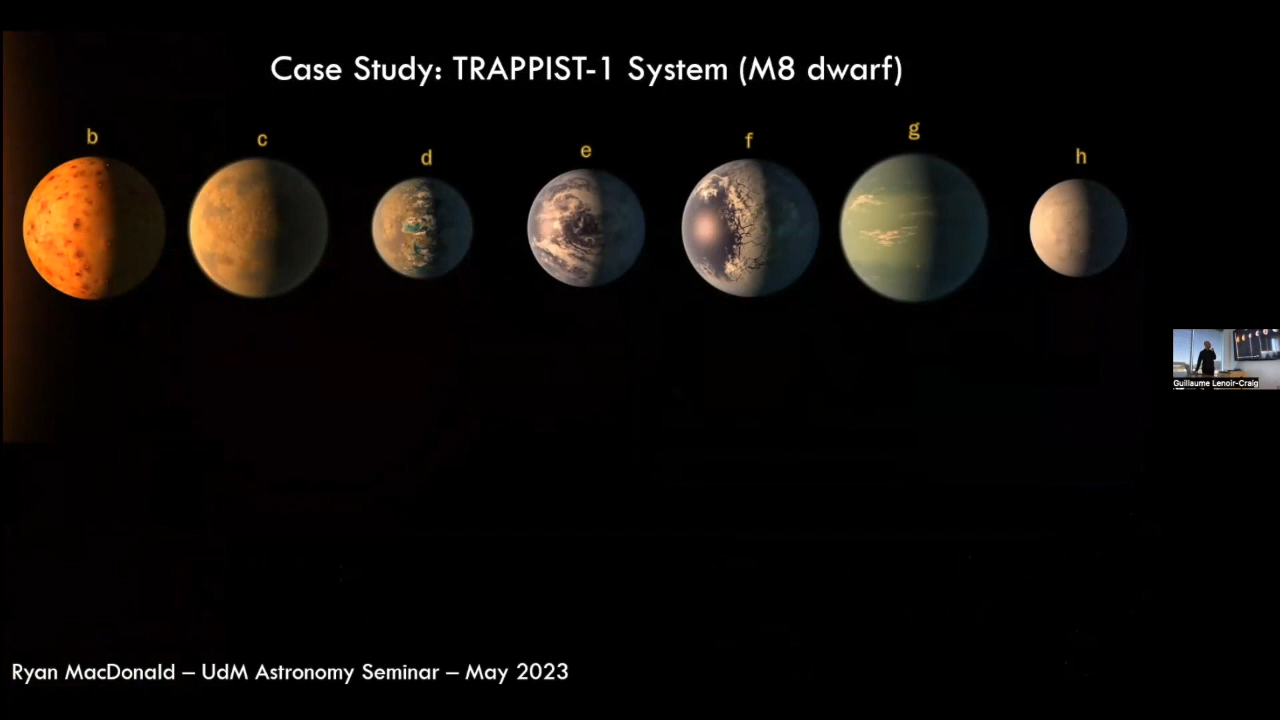 Case Study: TRAPPIST-1 System (M8 dwarf)
b
c
d
e
f
g
h
Guillaume Lenoir-Craig
Ryan MacDonald – UdM Astronomy Seminar – May 2023